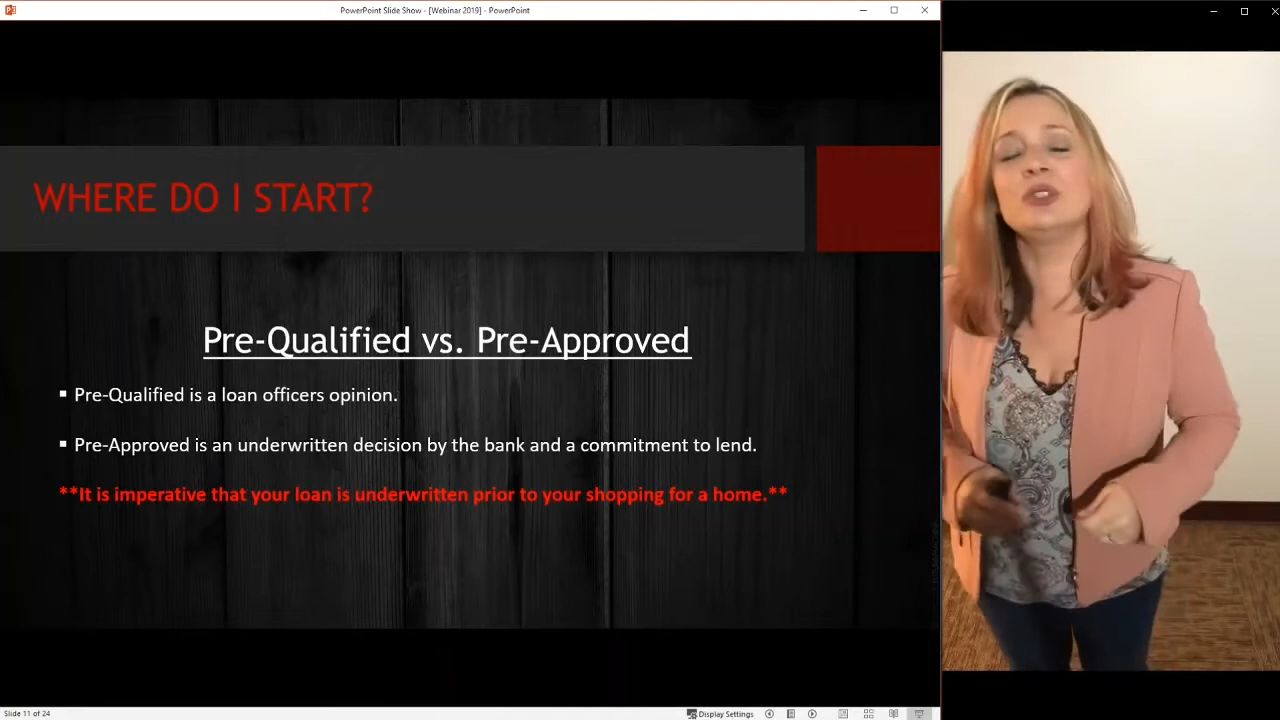 PowerPoint Slide Show - [Webinar 2019] - PowerPoint
WHERE DO I START?
Pre-Qualified vs. Pre-Approved
▪ Pre-Qualified is a loan officers opinion.
▪ Pre-Approved is an underwritten decision by the bank and a commitment to lend.
**It is imperative that your loan is underwritten prior to your shopping for a home.**
Slide 11 of 24
Display Settings